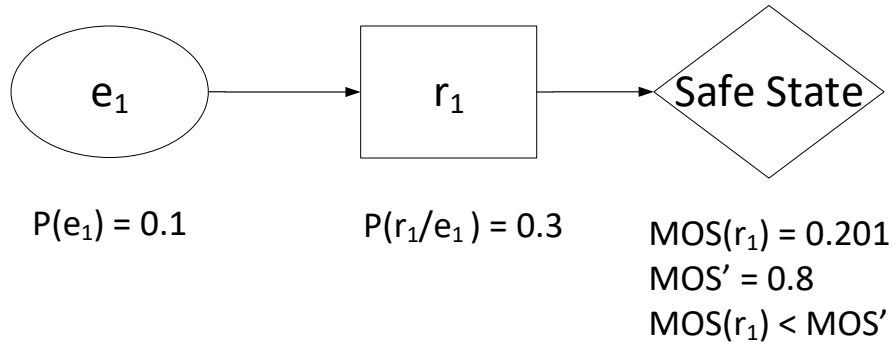 e₁
r₁
Safe State
P(e₁) = 0.1
P(r₁/e₁ ) = 0.3
MOS(r₁) = 0.201
MOS’ = 0.8
MOS(r₁) < MOS’